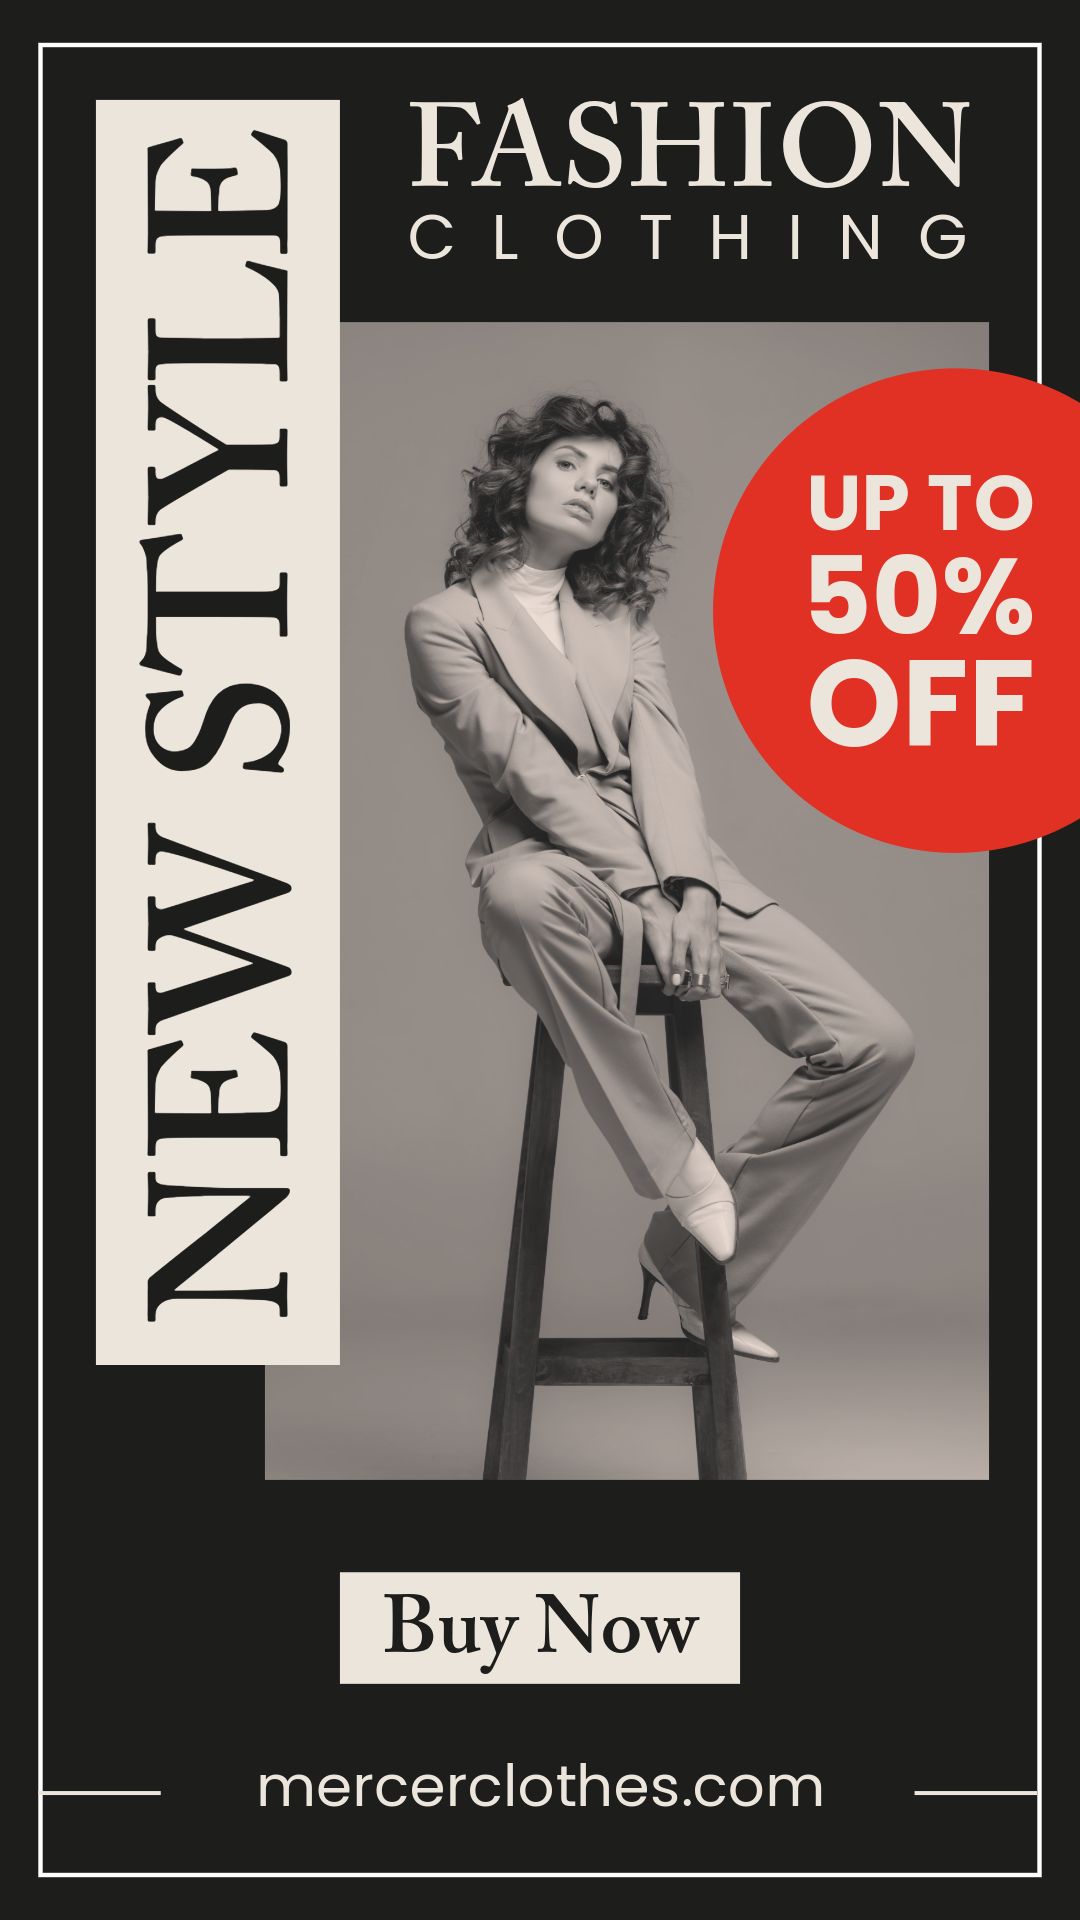 FASHION
CLOTHING
NEW STYLE
UP TO
50%
OFF
Buy Now
mercerclothes.com